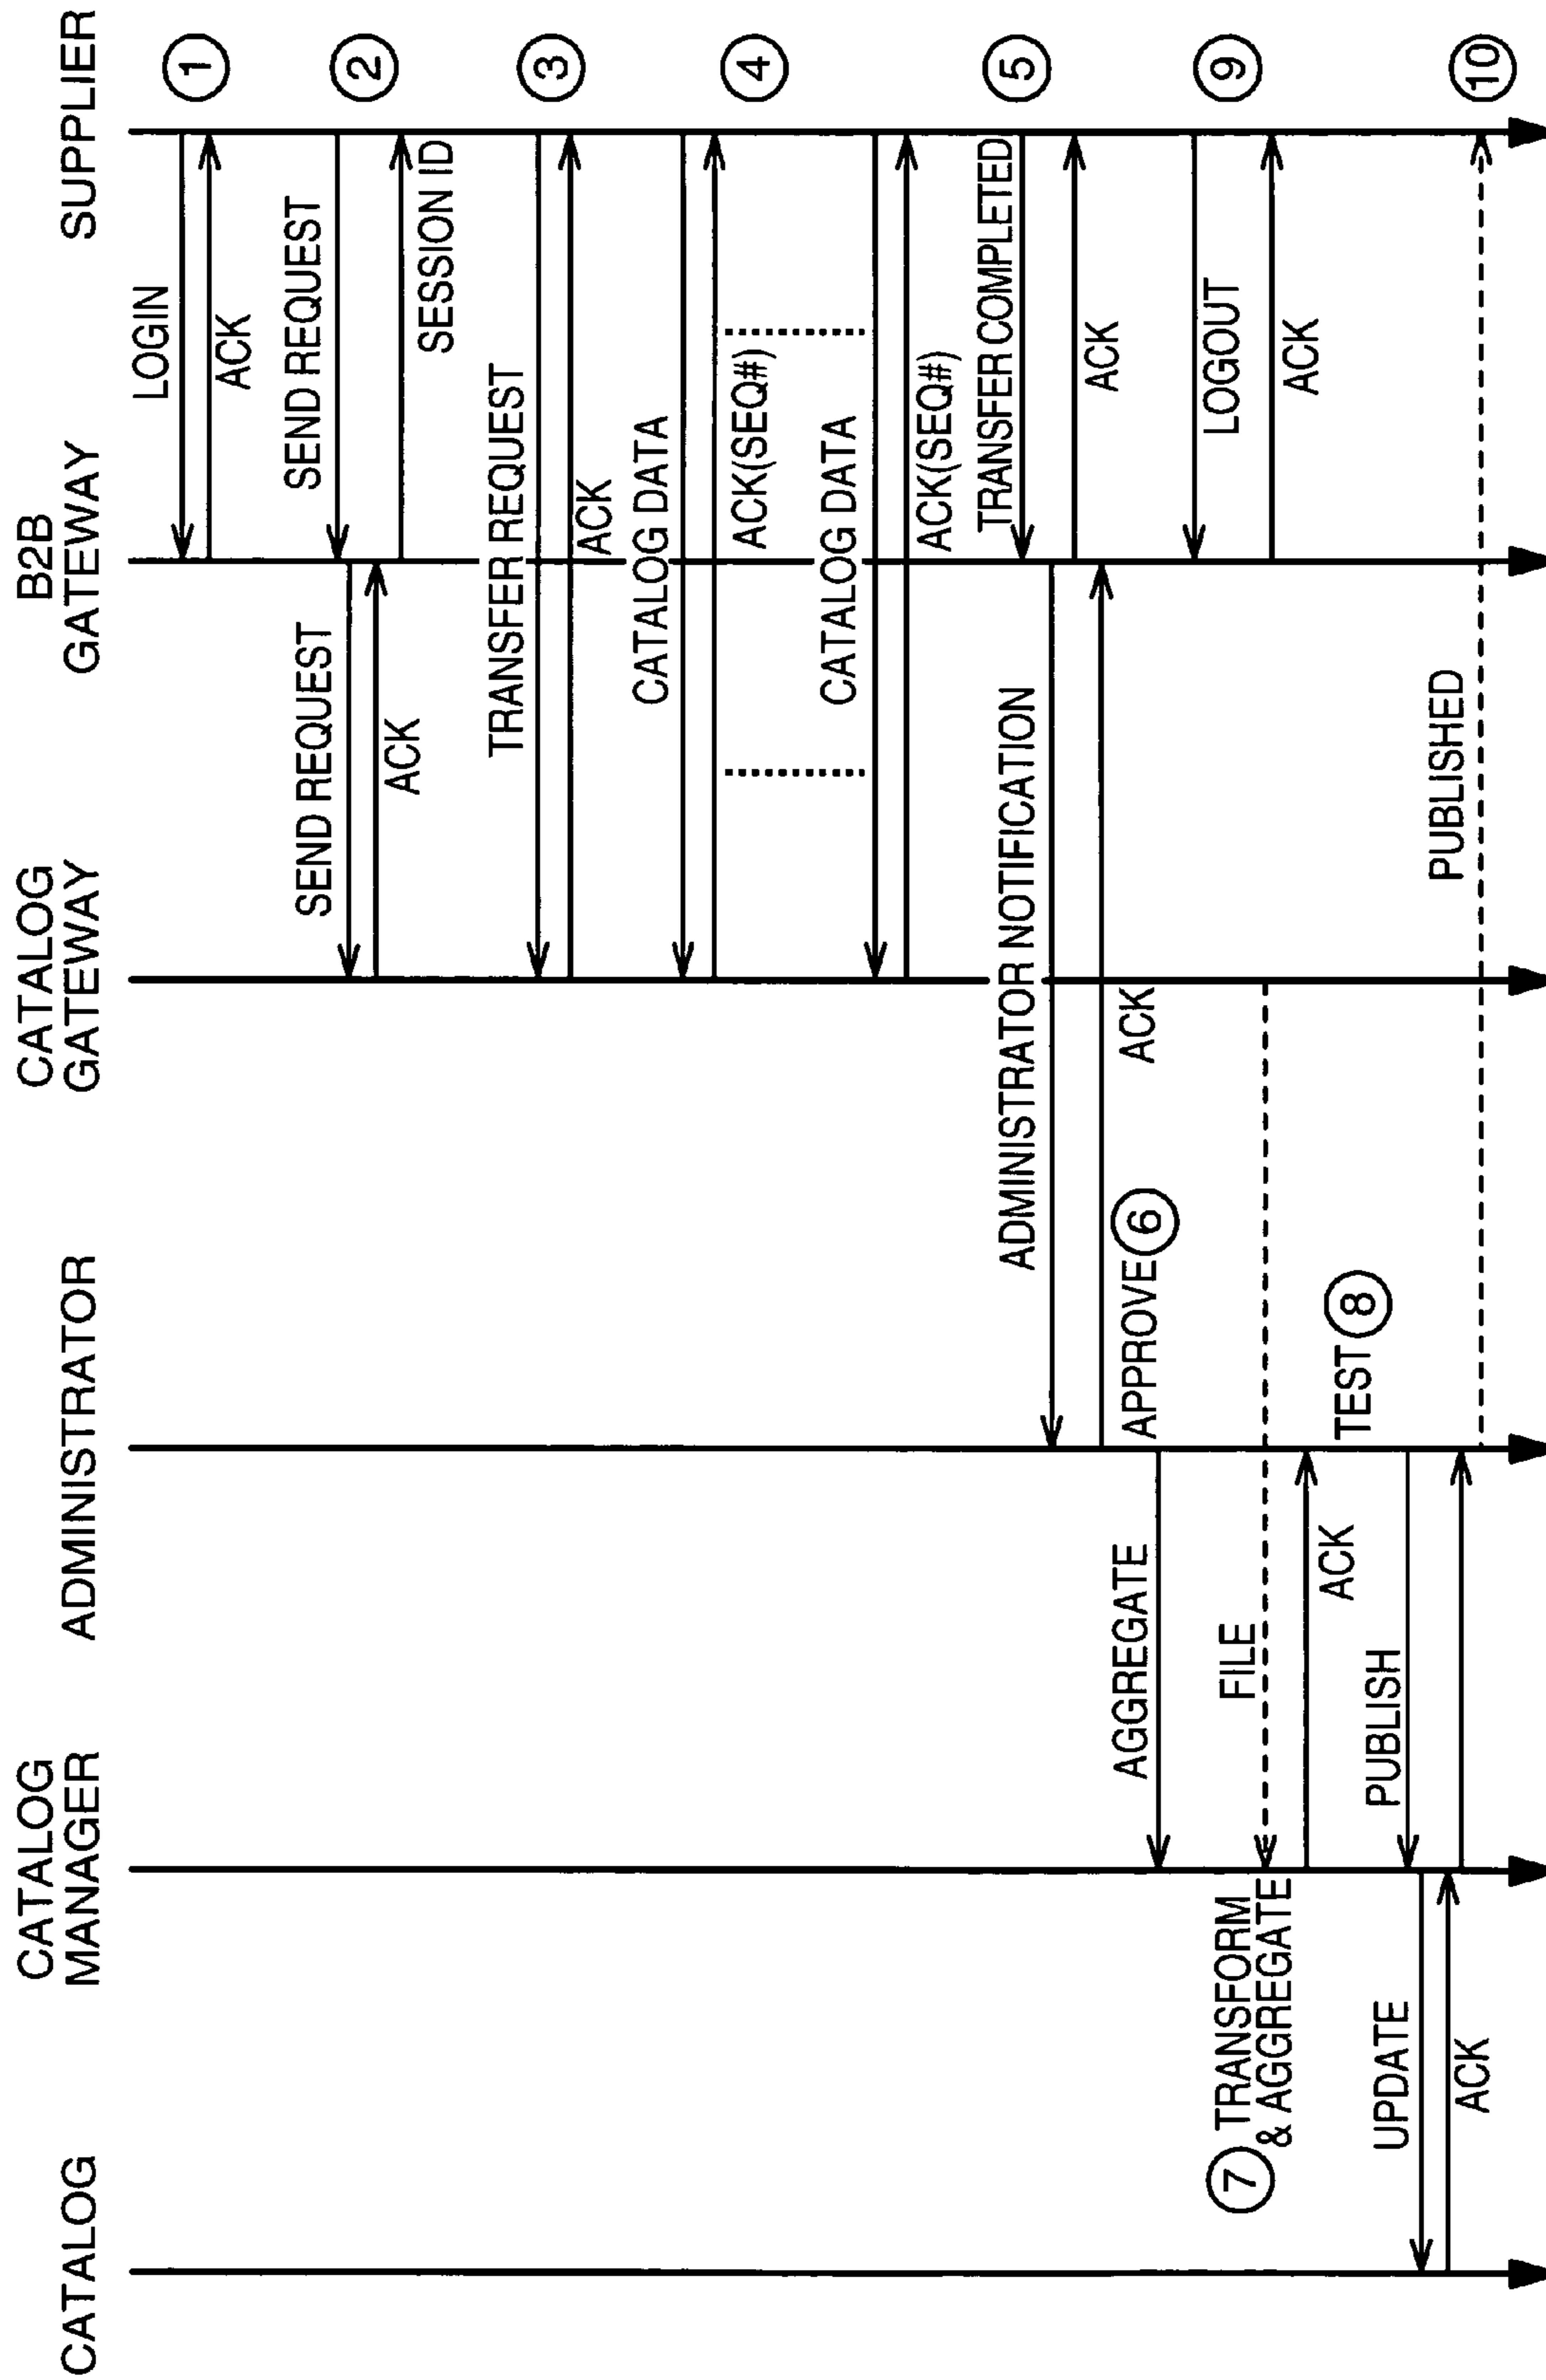 CATALOG
CATALOG
MANAGER
ADMINISTRATOR
CATALOG
GATEWAY
B2B
GATEWAY
SUPPLIER
LOGIN
1
ACK
SEND REQUEST
2
SEND REQUEST
ACK
SESSION ID
TRANSFER REQUEST
3
ACK
CATALOG DATA
ACK(SEQ#)
4
CATALOG DATA
ACK(SEQ#)
TRANSFER COMPLETED
5
ADMINISTRATOR NOTIFICATION
ACK
ACK
APPROVE 6
AGGREGATE
LOGOUT
9
FILE
7 TRANSFORM
& AGGREGATE
ACK
ACK
TEST 8
PUBLISH
UPDATE
ACK
PUBLISHED
10